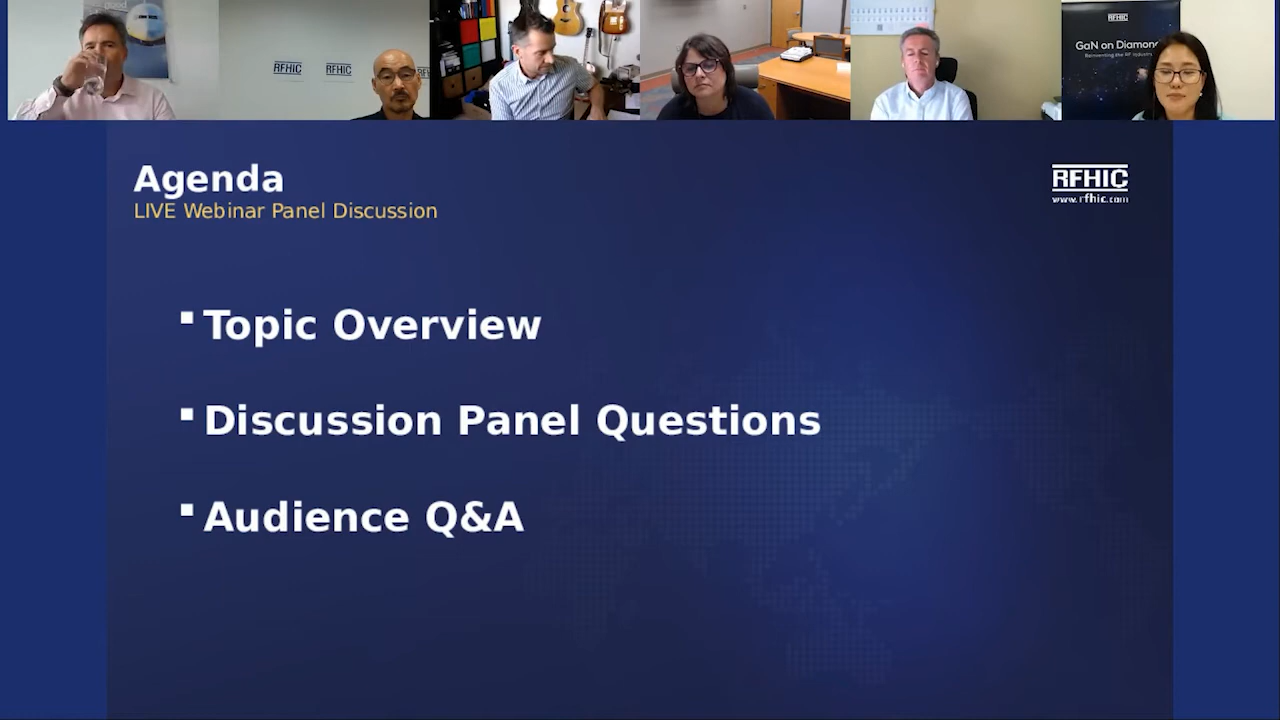 good
RFHIC
RFHIC
RFHIC
GaN on Diamond
Agenda
LIVE Webinar Panel Discussion
RFHIC
www.rfhic.com
▪ Topic Overview
▪ Discussion Panel Questions
▪ Audience Q&A